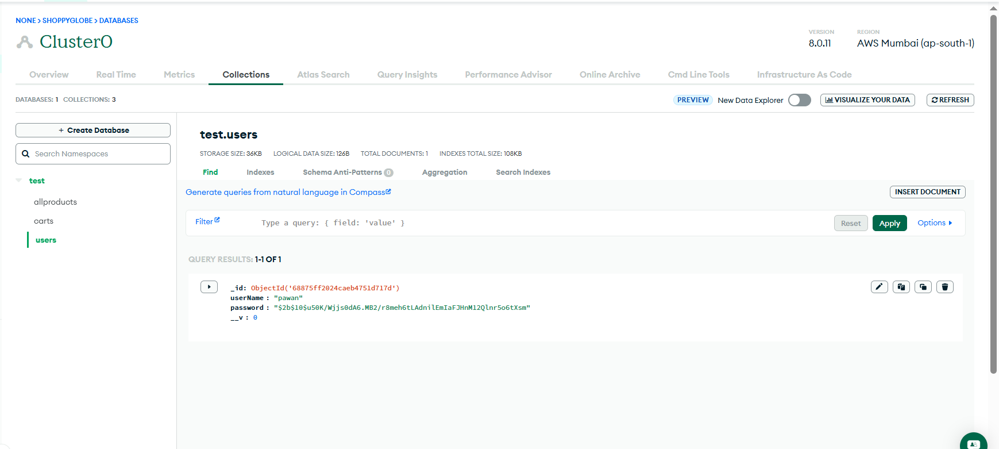 NONE > SHOPPYGLOBE > DATABASES
Cluster0
VERSION
8.0.11
REGION
AWS Mumbai (ap-south-1)
Overview Real Time Metrics Collections Atlas Search Query Insights Performance Advisor Online Archive Cmd Line Tools Infrastructure As Code
DATABASES: 1 COLLECTIONS: 3
PREVIEW New Data Explorer VISUALIZE YOUR DATA REFRESH
+ Create Database
Search Namespaces
test
allproducts
carts
users
test.users
STORAGE SIZE: 36KB LOGICAL DATA SIZE: 126B TOTAL DOCUMENTS: 1 INDEXES TOTAL SIZE: 108KB
Find Indexes Schema Anti-Patterns 0 Aggregation Search Indexes
Generate queries from natural language in Compass
INSERT DOCUMENT
Filter Type a query: { field: 'value' } Reset Apply Options
QUERY RESULTS: 1-1 OF 1
_id: ObjectId('68875ff2024caeb4751d717d')
userName : "pawan"
password : "$2b$10$u50K/Wjjs0dA6.MB2/r8meh6tLAdnilEmIaFJHnM12Qlnr5o6tXsm"
__v : 0